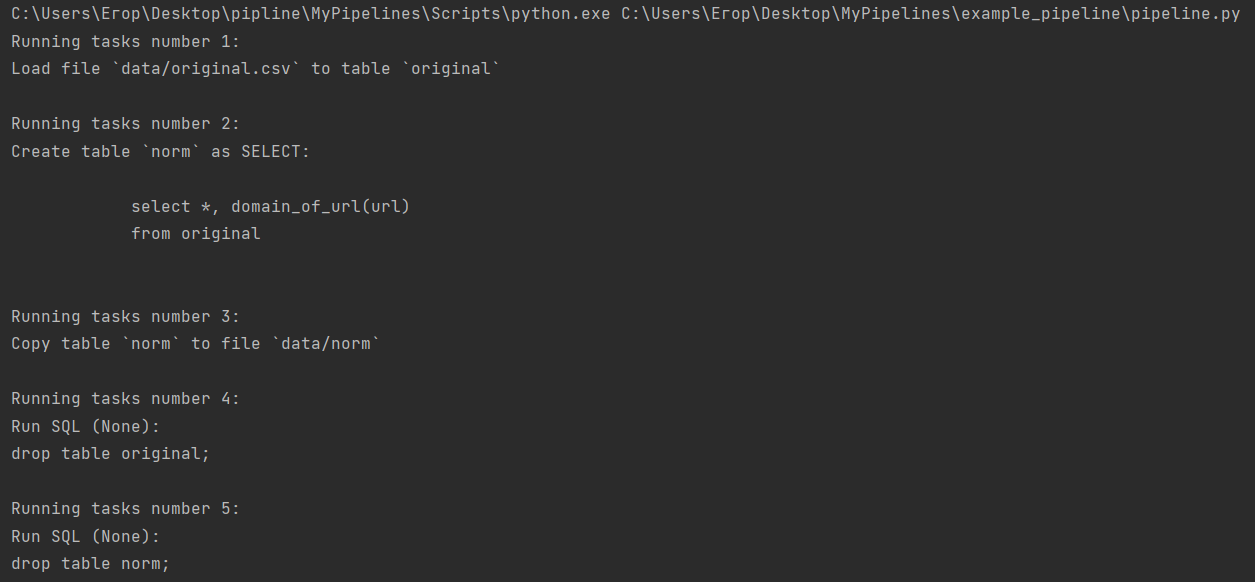 C:\Users\Егор\Desktop\pipline\MyPipelines\Scripts\python.exe C:\Users\Егор\Desktop\MyPipelines\example_pipeline\pipeline.py
Running tasks number 1:
Load file `data/original.csv` to table `original`
Running tasks number 2:
Create table `norm` as SELECT:
select *, domain_of_url(url)
from original
Running tasks number 3:
Copy table `norm` to file `data/norm`
Running tasks number 4:
Run SQL (None):
drop table original;
Running tasks number 5:
Run SQL (None):
drop table norm;